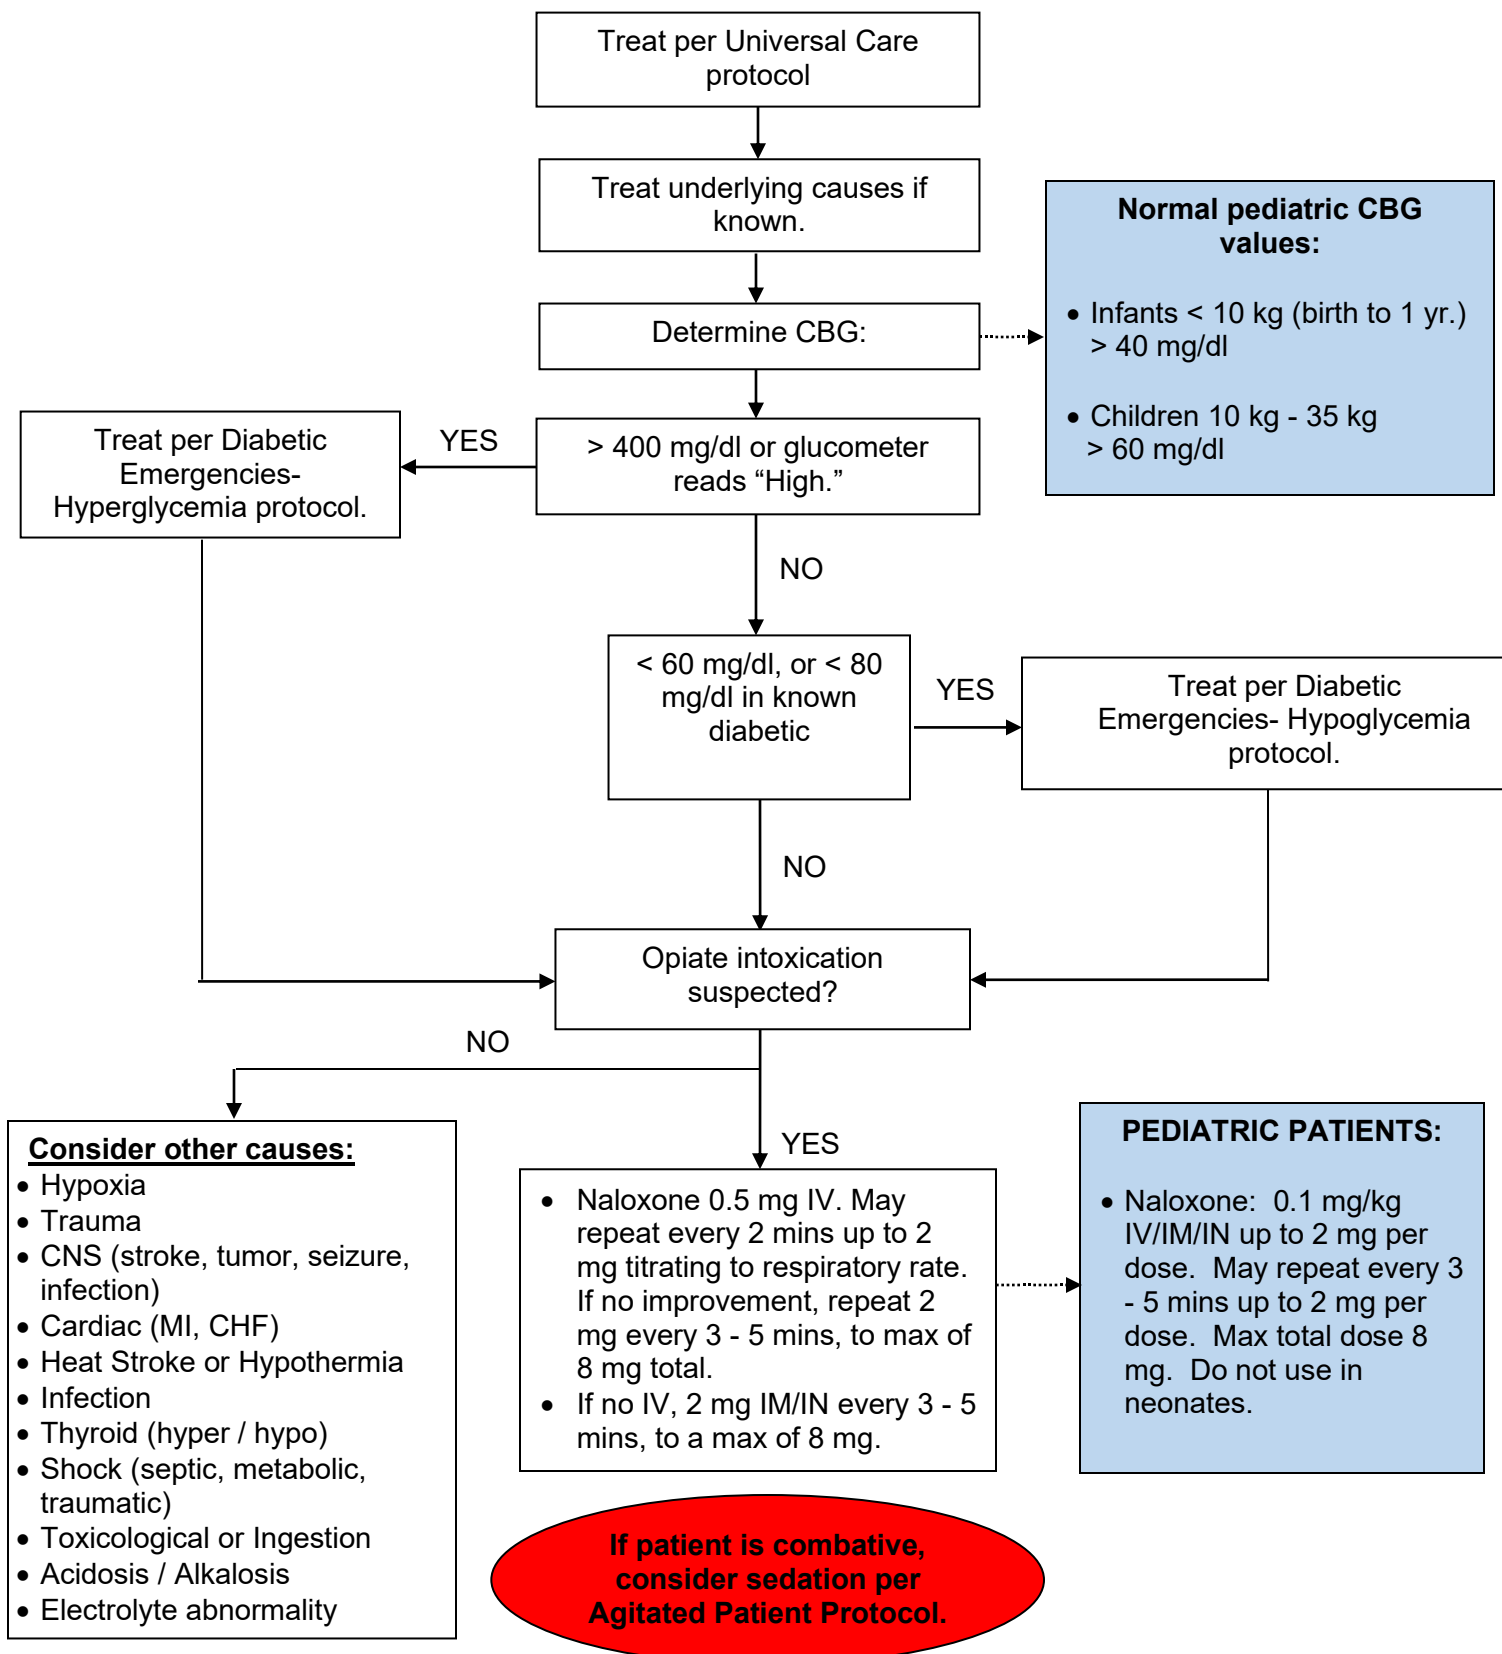 Treat per Universal Care
protocol
Treat underlying causes if
known.
Normal pediatric CBG
values:
• Infants < 10 kg (birth to 1 yr.)
> 40 mg/dl
• Children 10 kg - 35 kg
> 60 mg/dl
Determine CBG:
> 400 mg/dl or glucometer
reads “High.”
YES
Treat per Diabetic
Emergencies-
Hyperglycemia protocol.
NO
< 60 mg/dl, or < 80
mg/dl in known
diabetic
YES
Treat per Diabetic
Emergencies- Hypoglycemia
protocol.
NO
Opiate intoxication
suspected?
NO
Consider other causes:
• Hypoxia
• Trauma
• CNS (stroke, tumor, seizure,
infection)
• Cardiac (MI, CHF)
• Heat Stroke or Hypothermia
• Infection
• Thyroid (hyper / hypo)
• Shock (septic, metabolic,
traumatic)
• Toxicological or Ingestion
• Acidosis / Alkalosis
• Electrolyte abnormality
YES
• Naloxone 0.5 mg IV. May
repeat every 2 mins up to 2
mg titrating to respiratory rate.
If no improvement, repeat 2
mg every 3 - 5 mins, to max of
8 mg total.
• If no IV, 2 mg IM/IN every 3 - 5
mins, to a max of 8 mg.
PEDIATRIC PATIENTS:
• Naloxone: 0.1 mg/kg
IV/IM/IN up to 2 mg per
dose. May repeat every 3
- 5 mins up to 2 mg per
dose. Max total dose 8
mg. Do not use in
neonates.
If patient is combative,
consider sedation per
Agitated Patient Protocol.